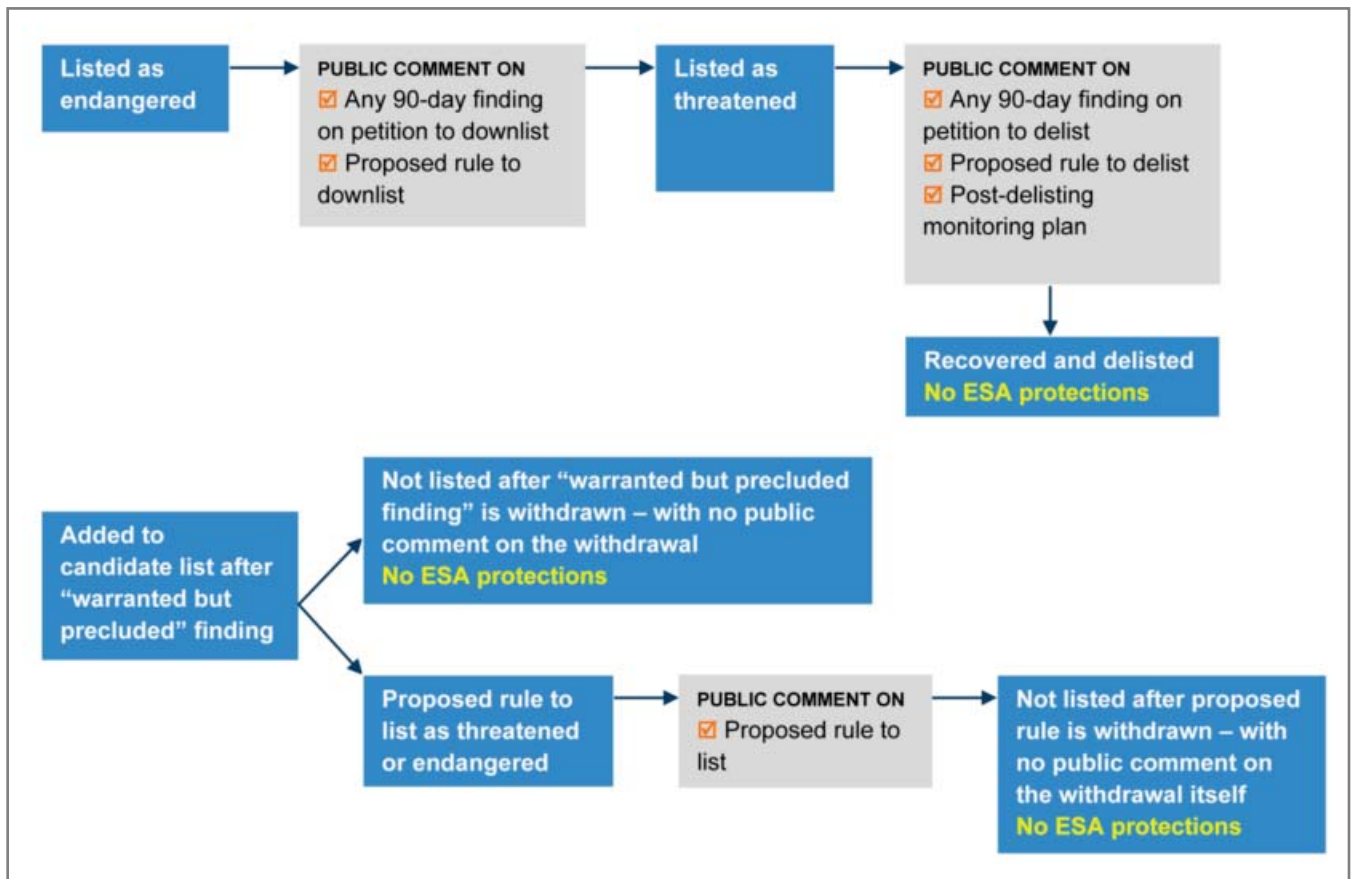 Listed as
endangered
PUBLIC COMMENT ON
☑ Any 90-day finding
on petition to downlist
☑ Proposed rule to
downlist
Listed as
threatened
PUBLIC COMMENT ON
☑ Any 90-day finding on
petition to delist
☑ Proposed rule to delist
☑ Post-delisting
monitoring plan
Recovered and delisted
No ESA protections
Added to
candidate list after
“warranted but
precluded” finding
Not listed after “warranted but precluded
finding” is withdrawn – with no public
comment on the withdrawal
No ESA protections
Proposed rule to
list as threatened
or endangered
PUBLIC COMMENT ON
☑ Proposed rule to
list
Not listed after proposed
rule is withdrawn – with
no public comment on
the withdrawal itself
No ESA protections